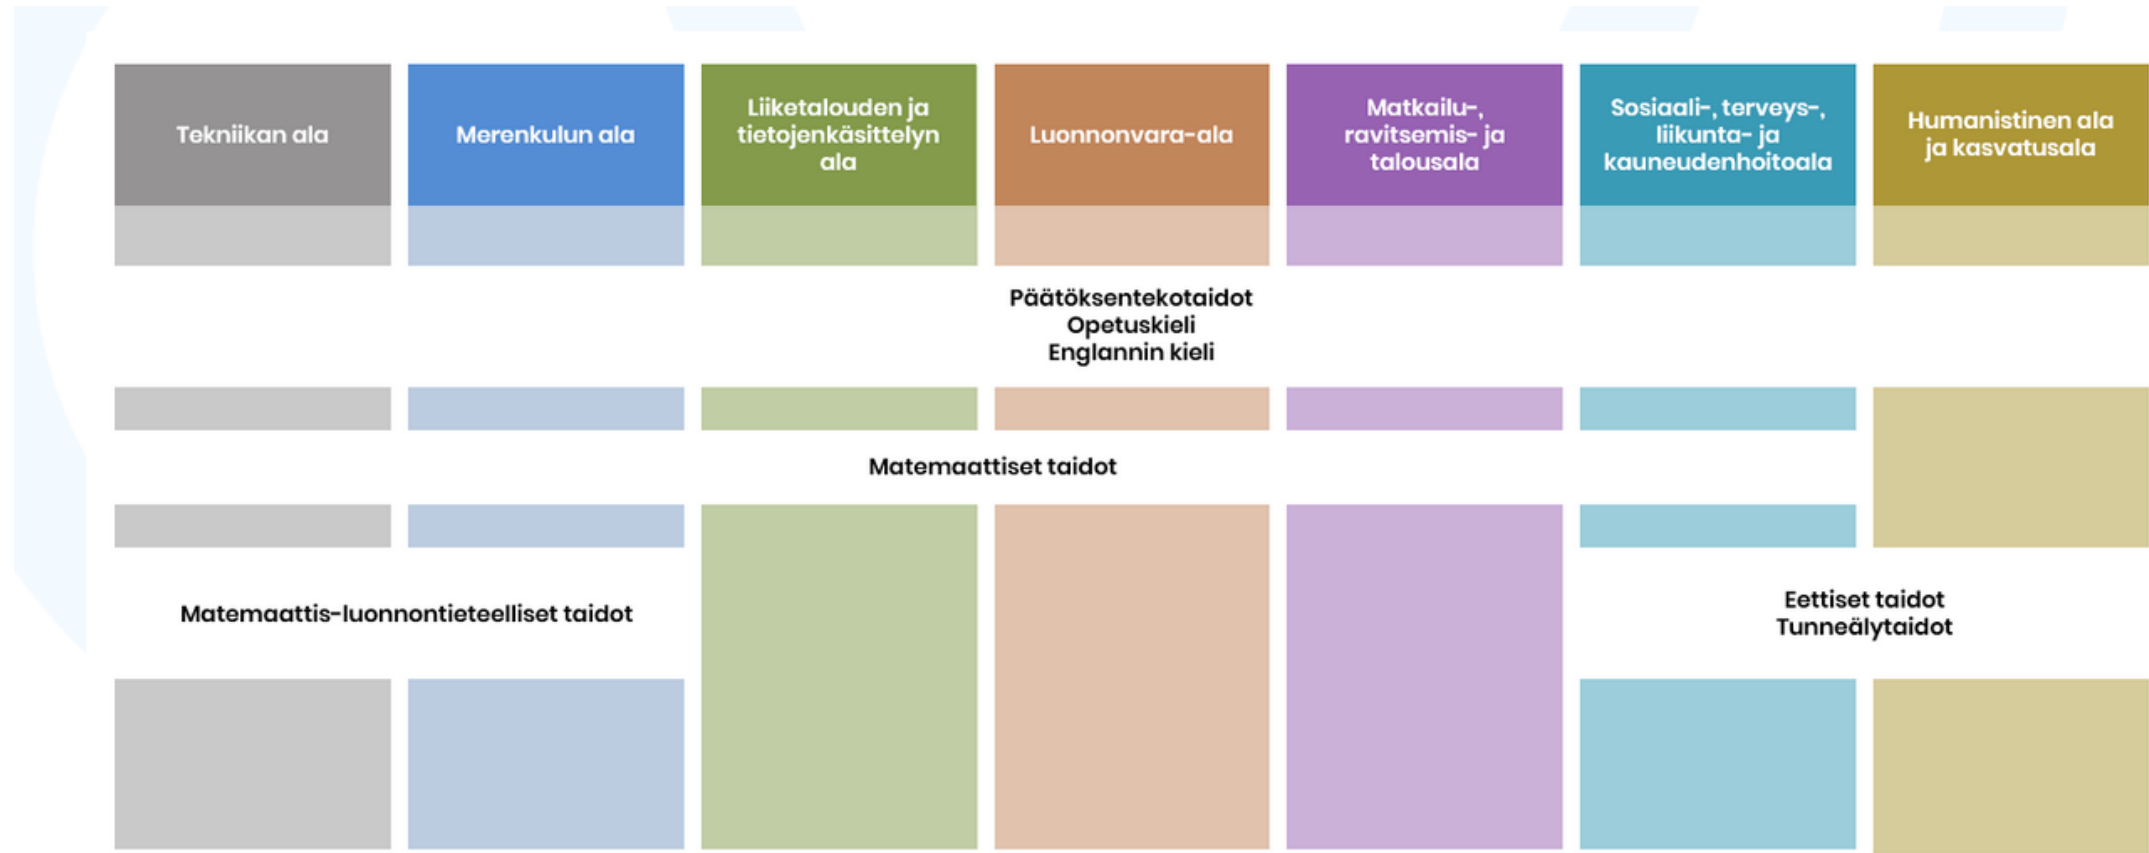 Tekniikan ala
Merenkulun ala
Liiketalouden ja
tietojenkäsittelyn
ala
Luonnonvara-ala
Matkailu-,
ravitsemis- ja
talousala
Sosiaali-, terveys-,
liikunta- ja
kauneudenhoitoala
Humanistinen ala
ja kasvatusala
Päätöksentekotaidot
Opetuskieli
Englannin kieli
Matemaattiset taidot
Matemaattis-luonnontieteelliset taidot
Eettiset taidot
Tunneälytaidot